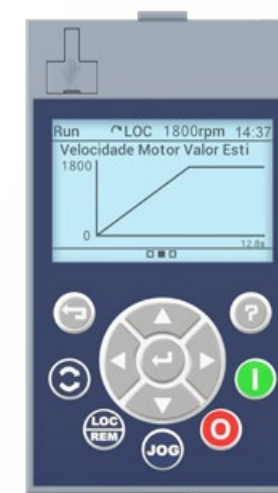 Run LOC 1800rpm 14:37
Velocidade Motor Valor Esti
1800
0
12.8s
?
LOC
REM
JOG